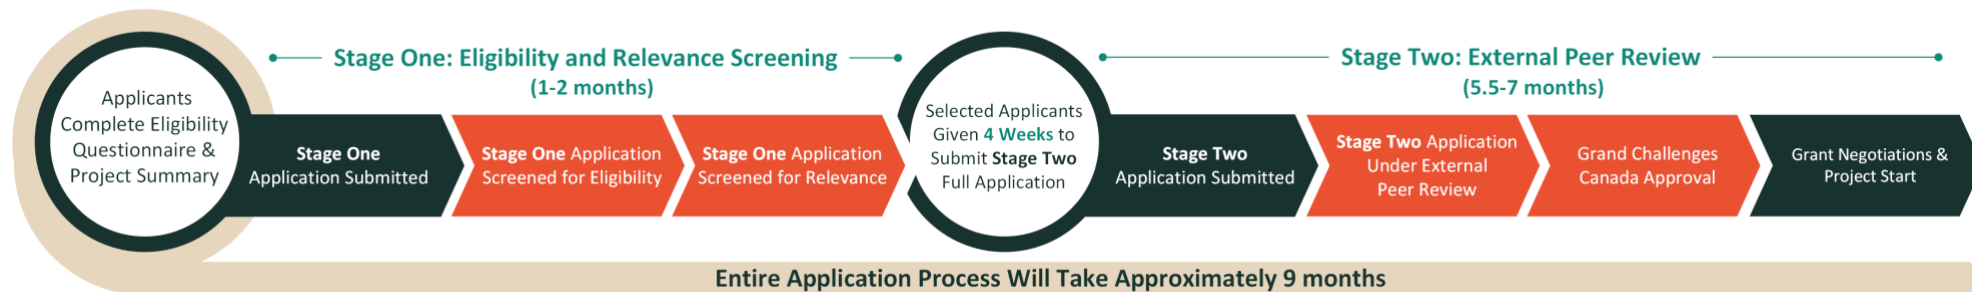 Applicants
Complete Eligibility
Questionnaire &
Project Summary
Stage One: Eligibility and Relevance Screening
(1-2 months)
Stage One
Application Submitted
Stage One Application
Screened for Eligibility
Stage One Application
Screened for Relevance
Selected Applicants
Given 4 Weeks to
Submit Stage Two
Full Application
Stage Two: External Peer Review
(5.5-7 months)
Stage Two
Application Submitted
Stage Two Application
Under External
Peer Review
Grand Challenges
Canada Approval
Grant Negotiations &
Project Start
Entire Application Process Will Take Approximately 9 months